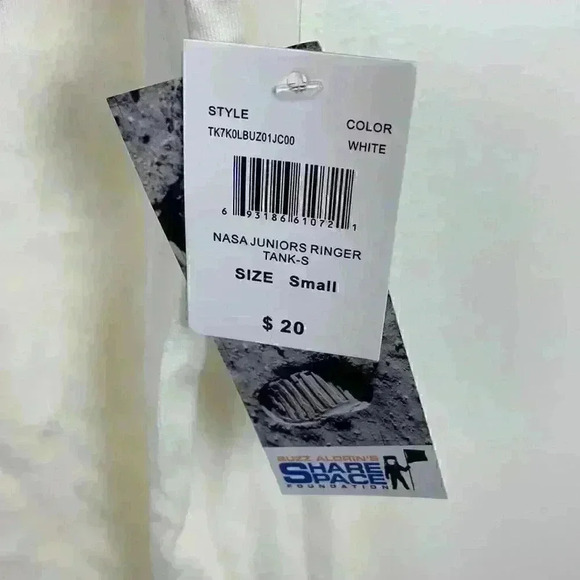 STYLE
TK7K0LBUZ01JC00
COLOR
WHITE
6 93186 61072 1
NASA JUNIORS RINGER
TANK-S
SIZE Small
$ 20
BUZZ ALDRIN'S
SHARE
SPACE
FOUNDATION